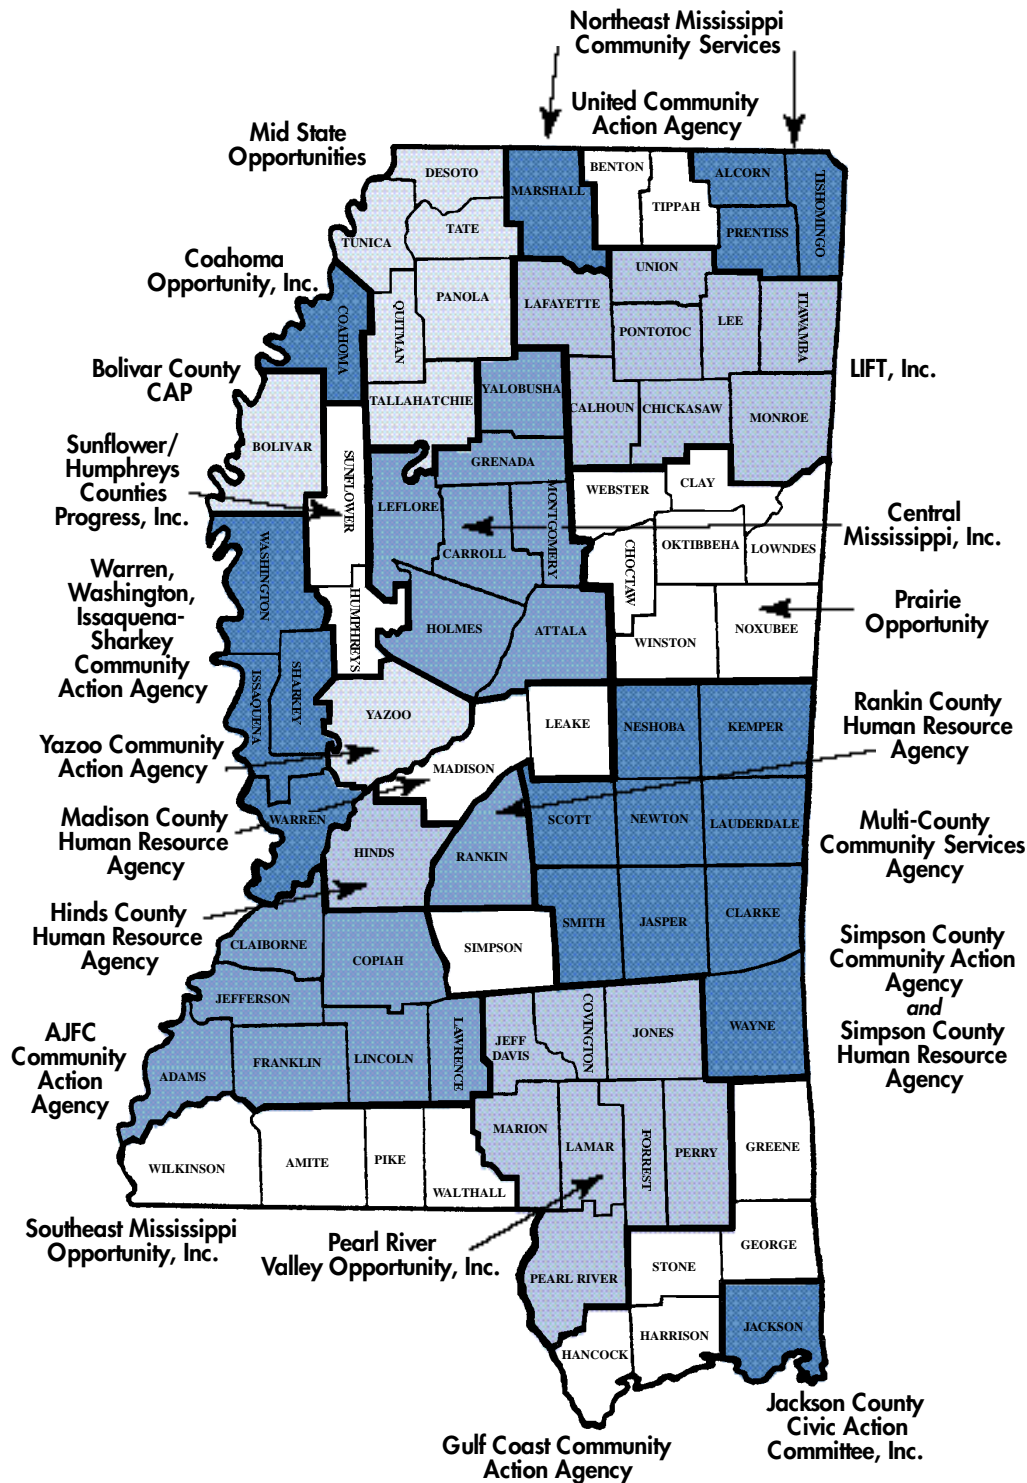 Northeast Mississippi
Community Services
United Community
Action Agency
Mid State
Opportunities
BENTON
ALCORN
DESOTO
MARSHALL
TISHOMINGO
TIPPAH
TATE
PRENTISS
TUNICA
Coahoma
Opportunity, Inc.
UNION
PANOLA
LAFAYETTE
ITAWAMBA
COAHOMA
QUITMAN
PONTOTOC
LEE
Bolivar County
CAP
LIFT, Inc.
YALOBUSHA
TALLAHATCHIE
CALHOUN
CHICKASAW
MONROE
Sunflower/
Humphreys
Counties
Progress, Inc.
BOLIVAR
SUNFLOWER
GRENADA
WEBSTER
CLAY
LEFLORE
MONTGOMERY
Central
Mississippi, Inc.
WASHINGTON
CARROLL
CHOCTAW
OKTIBBEHA
LOWNDES
Warren,
Washington,
Issaquena-
Sharkey
Community
Action Agency
HUMPHREYS
HOLMES
ATTALA
WINSTON
NOXUBEE
Prairie
Opportunity
ISSAQUENA
SHARKEY
YAZOO
LEAKE
NESHOBA
KEMPER
Rankin County
Human Resource
Agency
Yazoo Community
Action Agency
MADISON
Madison County
Human Resource
Agency
WARREN
SCOTT
NEWTON
LAUDERDALE
Multi-County
Community Services
Agency
HINDS
RANKIN
Hinds County
Human Resource
Agency
SMITH
JASPER
CLARKE
CLAIBORNE
COPIAH
SIMPSON
Simpson County
Community Action
Agency
and
Simpson County
Human Resource
Agency
JEFFERSON
AJFC
Community
Action
Agency
ADAMS
FRANKLIN
LINCOLN
LAWRENCE
JEFF
DAVIS
COVINGTON
JONES
WAYNE
MARION
LAMAR
FORREST
PERRY
GREENE
WILKINSON
AMITE
PIKE
WALTHALL
Southeast Mississippi
Opportunity, Inc.
Pearl River
Valley Opportunity, Inc.
GEORGE
STONE
PEARL RIVER
HARRISON
JACKSON
HANCOCK
Jackson County
Civic Action
Committee, Inc.
Gulf Coast Community
Action Agency